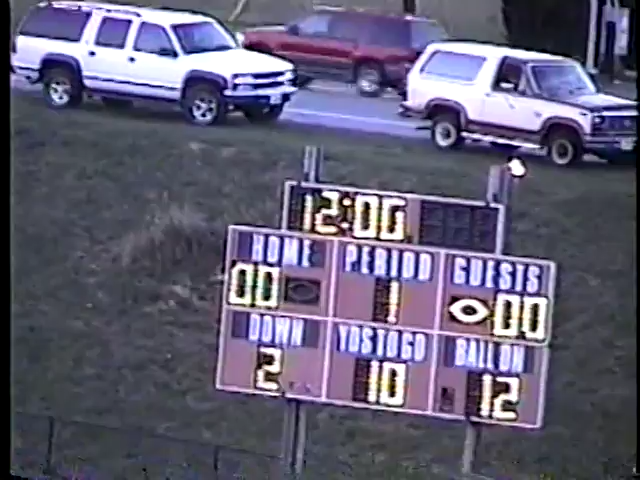 12:00
HOME PERIOD GUESTS
00 1 00
DOWN YDS TO GO BALL ON
2 10 12